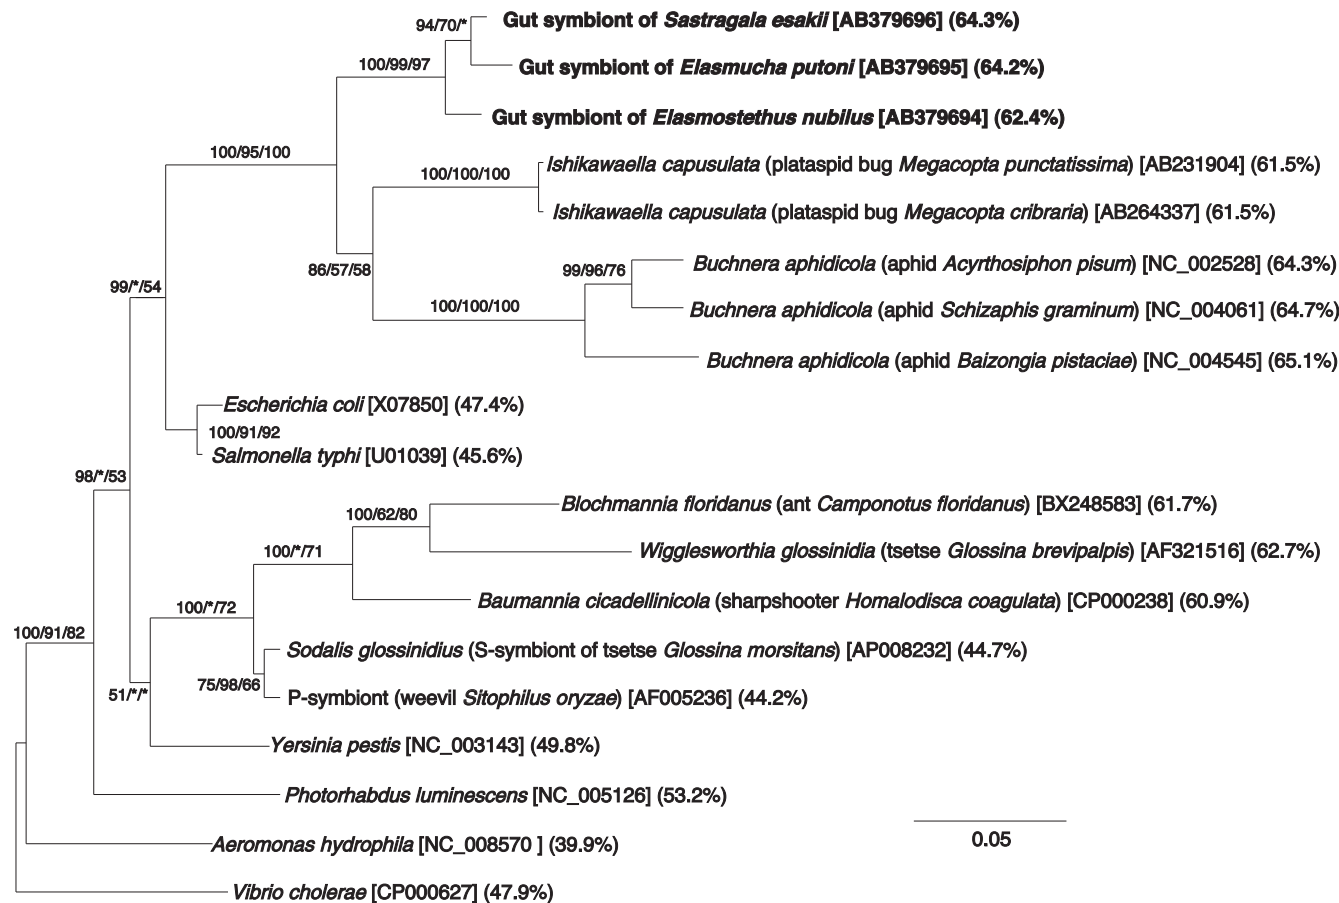 94/70/*
Gut symbiont of Sastragala esakii [AB379696] (64.3%)
100/99/97
Gut symbiont of Elasmucha putoni [AB379695] (64.2%)
Gut symbiont of Elasmostethus nubilus [AB379694] (62.4%)
100/95/100
Ishikawaella capusulata (plataspid bug Megacopta punctatissima) [AB231904] (61.5%)
100/100/100
Ishikawaella capusulata (plataspid bug Megacopta cribraria) [AB264337] (61.5%)
86/57/58
99/96/76
Buchnera aphidicola (aphid Acyrthosiphon pisum) [NC_002528] (64.3%)
99/*/54
100/100/100
Buchnera aphidicola (aphid Schizaphis graminum) [NC_004061] (64.7%)
Buchnera aphidicola (aphid Baizongia pistaciae) [NC_004545] (65.1%)
Escherichia coli [X07850] (47.4%)
100/91/92
Salmonella typhi [U01039] (45.6%)
98/*/53
Blochmannia floridanus (ant Camponotus floridanus) [BX248583] (61.7%)
100/62/80
100/*/71
Wigglesworthia glossinidia (tsetse Glossina brevipalpis) [AF321516] (62.7%)
Baumannia cicadellinicola (sharpshooter Homalodisca coagulata) [CP000238] (60.9%)
100/*/72
100/91/82
Sodalis glossinidius (S-symbiont of tsetse Glossina morsitans) [AP008232] (44.7%)
75/98/66
51/*/*
P-symbiont (weevil Sitophilus oryzae) [AF005236] (44.2%)
Yersinia pestis [NC_003143] (49.8%)
Photorhabdus luminescens [NC_005126] (53.2%)
0.05
Aeromonas hydrophila [NC_008570 ] (39.9%)
Vibrio cholerae [CP000627] (47.9%)